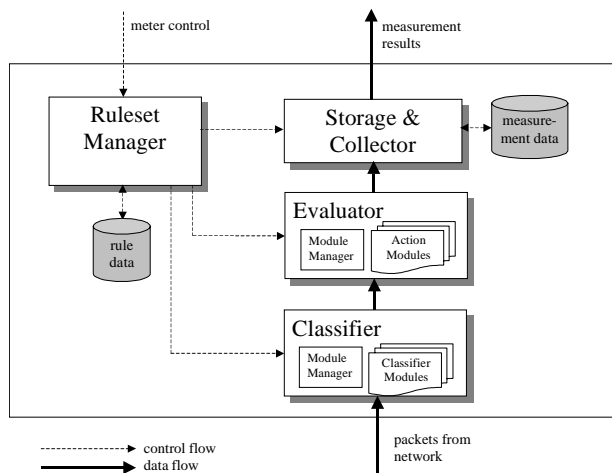 meter control
measurement
results
Ruleset
Manager
Storage &
Collector
measure-
ment data
rule
data
Evaluator
Module
Manager
Action
Modules
Classifier
Module
Manager
Classifier
Modules
packets from
network
control flow
data flow